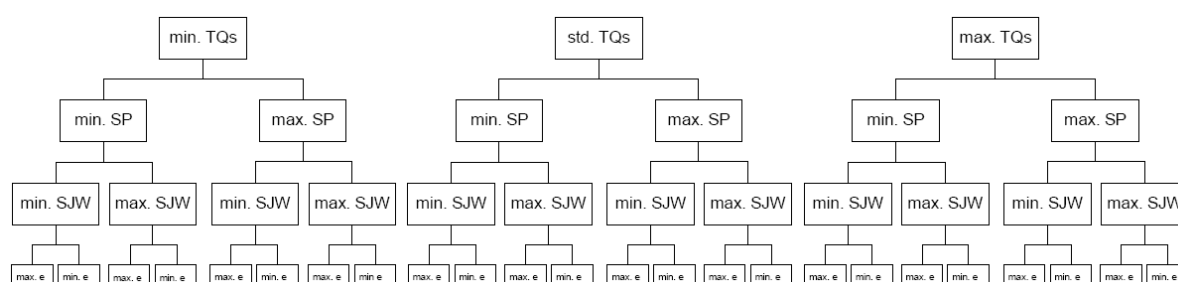 min. TQs std. TQs max. TQs
min. SP max. SP min. SP max. SP min. SP max. SP
min. SJW max. SJW min. SJW max. SJW min. SJW max. SJW min. SJW max. SJW min. SJW max. SJW min. SJW max. SJW
max. e min. e max. e min. e max. e min. e max. e min e max. e min. e max. e min. e max. e min. e max. e min. e max. e min. e max. e min. e max. e min. e max. e min. e